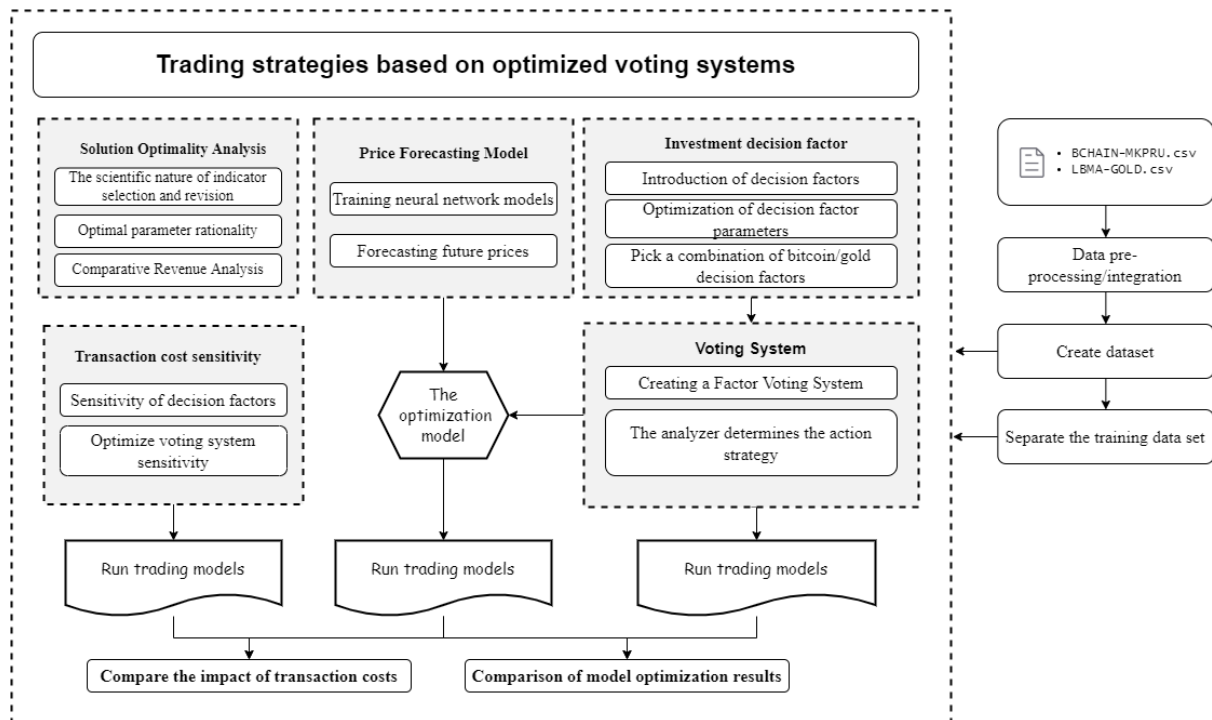 Trading strategies based on optimized voting systems
Solution Optimality Analysis
The scientific nature of indicator
selection and revision
Optimal parameter rationality
Comparative Revenue Analysis
Price Forecasting Model
Training neural network models
Forecasting future prices
Investment decision factor
Introduction of decision factors
Optimization of decision factor
parameters
Pick a combination of bitcoin/gold
decision factors
• BCHAIN-MKPRU.csv
• LBMA-GOLD.csv
Data pre-
processing/integration
Create dataset
Separate the training data set
Transaction cost sensitivity
Sensitivity of decision factors
Optimize voting system
sensitivity
The
optimization
model
Voting System
Creating a Factor Voting System
The analyzer determines the action
strategy
Run trading models
Run trading models
Run trading models
Compare the impact of transaction costs
Comparison of model optimization results